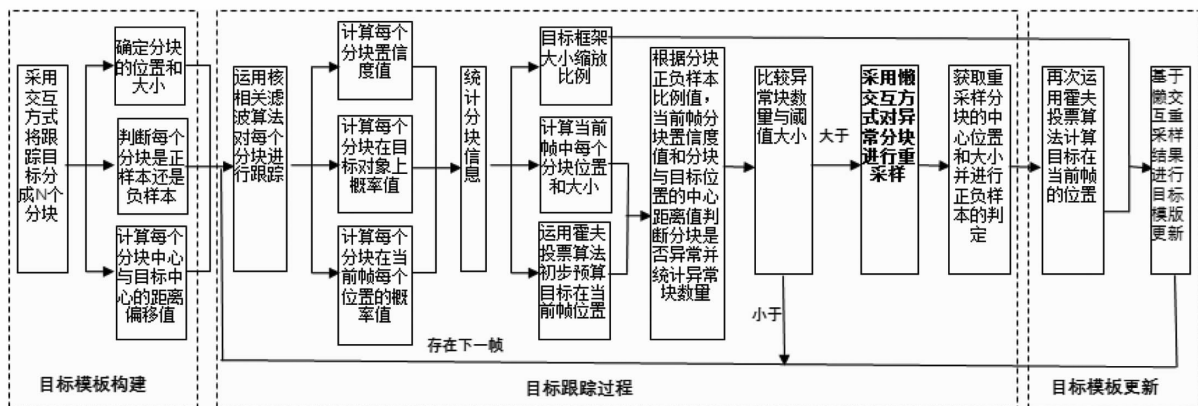 采用
交互
方式
将跟
踪目
标分
成N个
分块
确定分块
的位置和
大小
判断每个
分块是正
样本还是
负样本
计算每个
分块中心
与目标中
心的距离
偏移值
目标模板构建
运用核
相关滤
波算法
对每个
分块进
行跟踪
计算每个
分块置信
度值
计算每个
分块在目
标对象上
概率值
计算每个
分块在当
前帧每个
位置的概
率值
统计分块信息
目标框架
大小缩放
比例
计算当前
帧中每个
分块位置
和大小
运用霍夫
投票算法
初步预算
目标在当
前帧位置
根据分块
正负样本
比例值，
当前帧分
块置信度
值和分块
与目标位
置的中心
距离值判
断分块是
否异常并
统计异常
块数量
比较异
常块数
量与阈
值大小
大于
小于
采用懒
交互方
式对异
常分块
进行重
采样
获取重
采样分
块的中
心位置
和大小
并进行
正负样
本的判
定
存在下一帧
目标跟踪过程
再次运
用霍夫
投票算
法计算
目标在
当前帧
的位置
基于
懒交
互重
采样
结果
进行
目标
模版
更新
目标模板更新